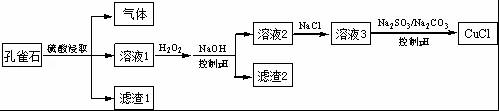 气体
孔雀石 硫酸浸取 溶液1 H₂O₂ NaOH 控制pH 溶液2 NaCl 溶液3 Na₂SO₃/Na₂CO₃ 控制pH CuCl
滤渣2
滤渣1